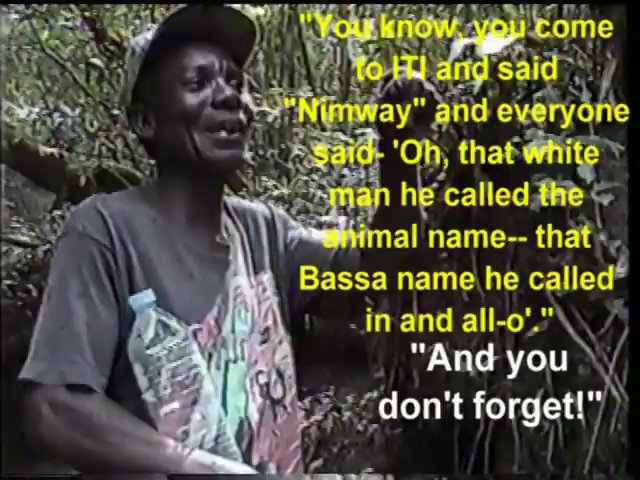 "You know, you come
to ITI and said
"Nimway" and everyone
said- 'Oh, that white
man he called the
animal name-- that
Bassa name he called
in and all-o'."
"And you
don't forget!"